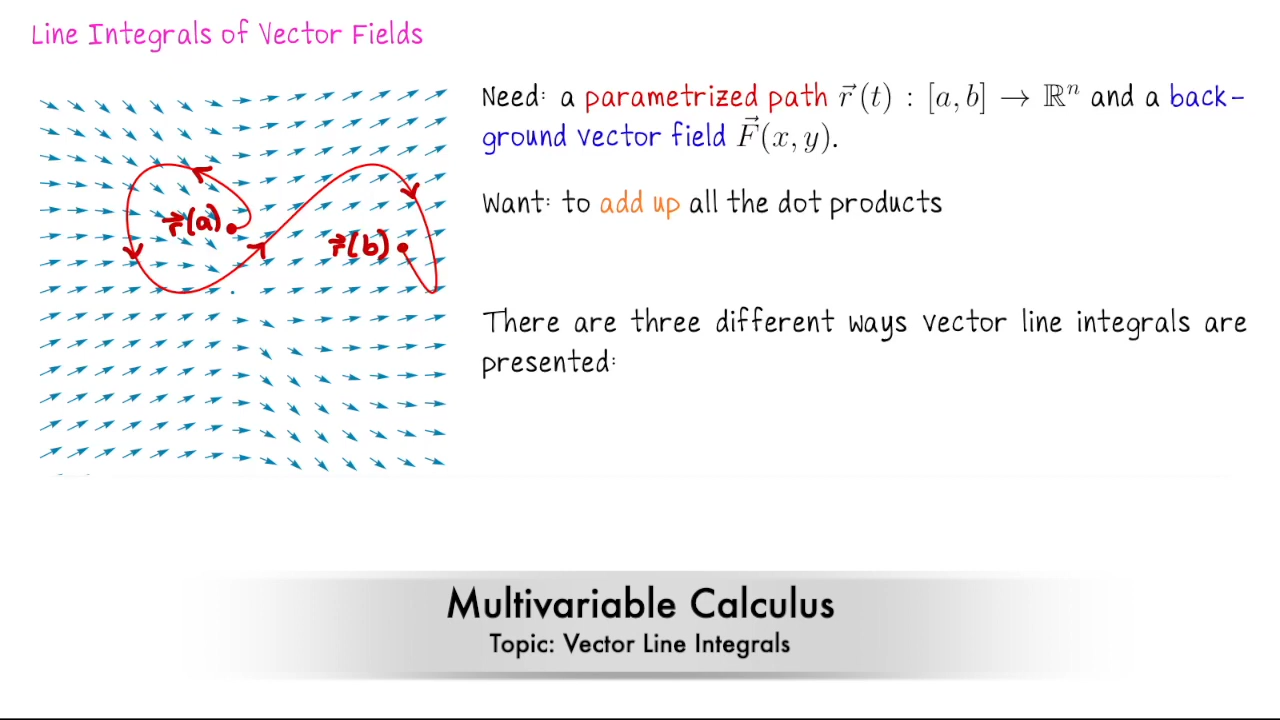 Line Integrals of Vector Fields
Need: a parametrized path r⃗(t) : [a, b] → ℝⁿ and a back-
ground vector field F⃗(x, y).
Want: to add up all the dot products
r⃗(a)
r⃗(b)
There are three different ways vector line integrals are
presented:
Multivariable Calculus
Topic: Vector Line Integrals